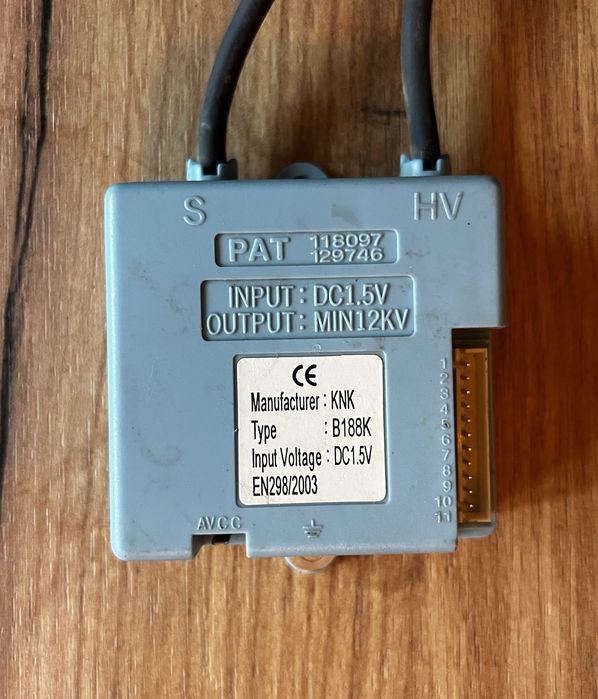 S HV
PAT 118097
129746
INPUT : DC1.5V
OUTPUT : MIN12KV
CE
Manufacturer : KNK
Type : B188K
Input Voltage : DC1.5V
EN298/2003
1
2
3
4
5
6
7
8
9
10
11
AVCC